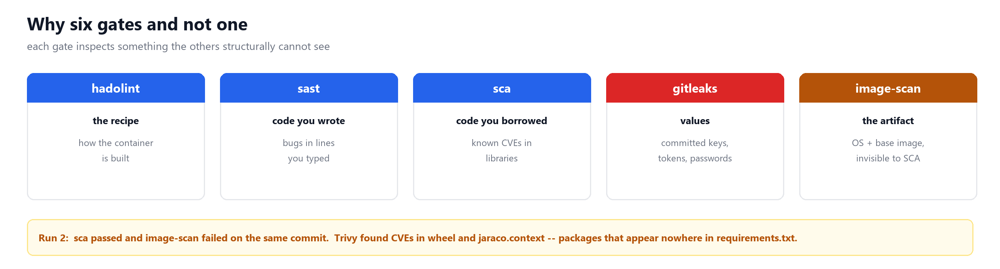 Why six gates and not one
each gate inspects something the others structurally cannot see
hadolint
the recipe
how the container
is built
sast
code you wrote
bugs in lines
you typed
sca
code you borrowed
known CVEs in
libraries
gitleaks
values
committed keys,
tokens, passwords
image-scan
the artifact
OS + base image,
invisible to SCA
Run 2:  sca passed and image-scan failed on the same commit.  Trivy found CVEs in wheel and jaraco.context -- packages that appear nowhere in requirements.txt.